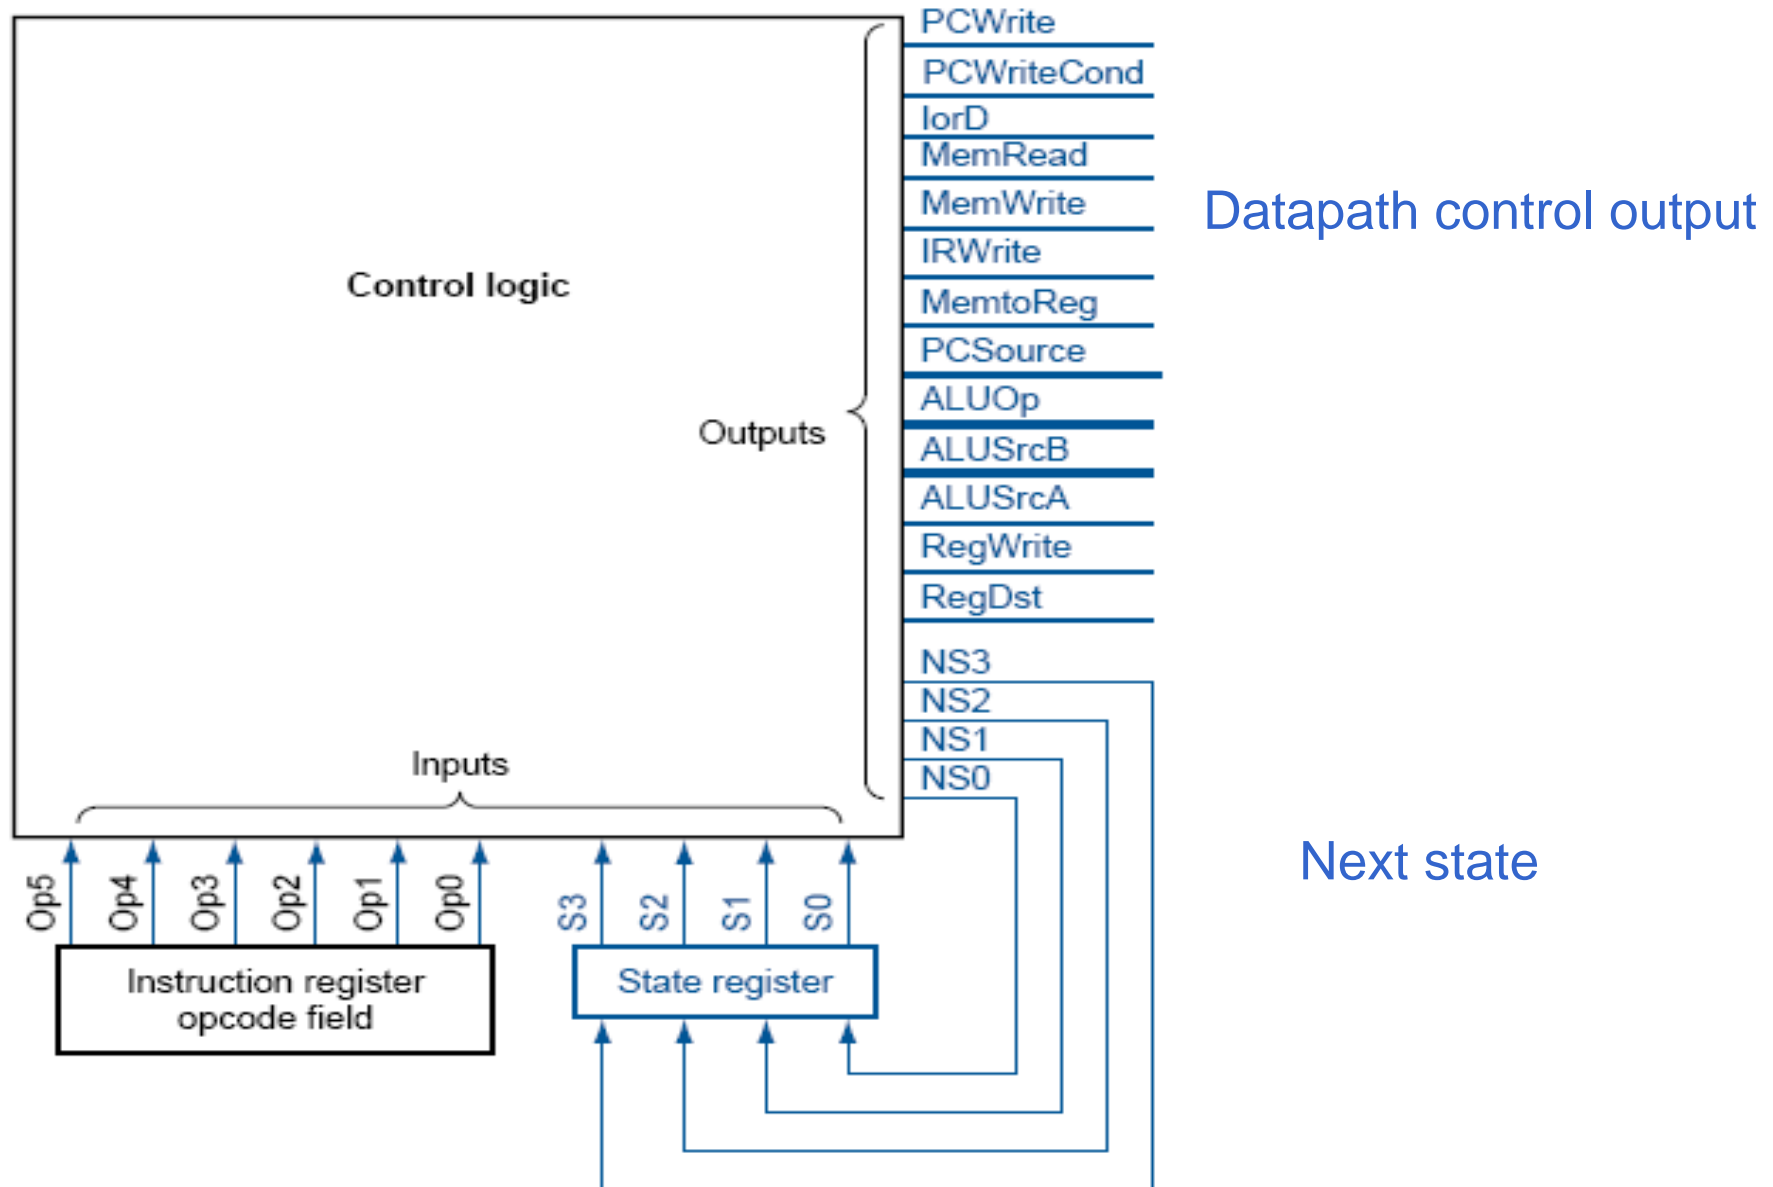 PCWrite
PCWriteCond
IorD
MemRead
MemWrite
IRWrite
MemtoReg
PCSource
ALUOp
ALUSrcB
ALUSrcA
RegWrite
RegDst
NS3
NS2
NS1
NS0
Datapath control output
Control logic
Outputs
Inputs
Next state
Op5
Op4
Op3
Op2
Op1
Op0
S3
S2
S1
S0
Instruction register
opcode field
State register